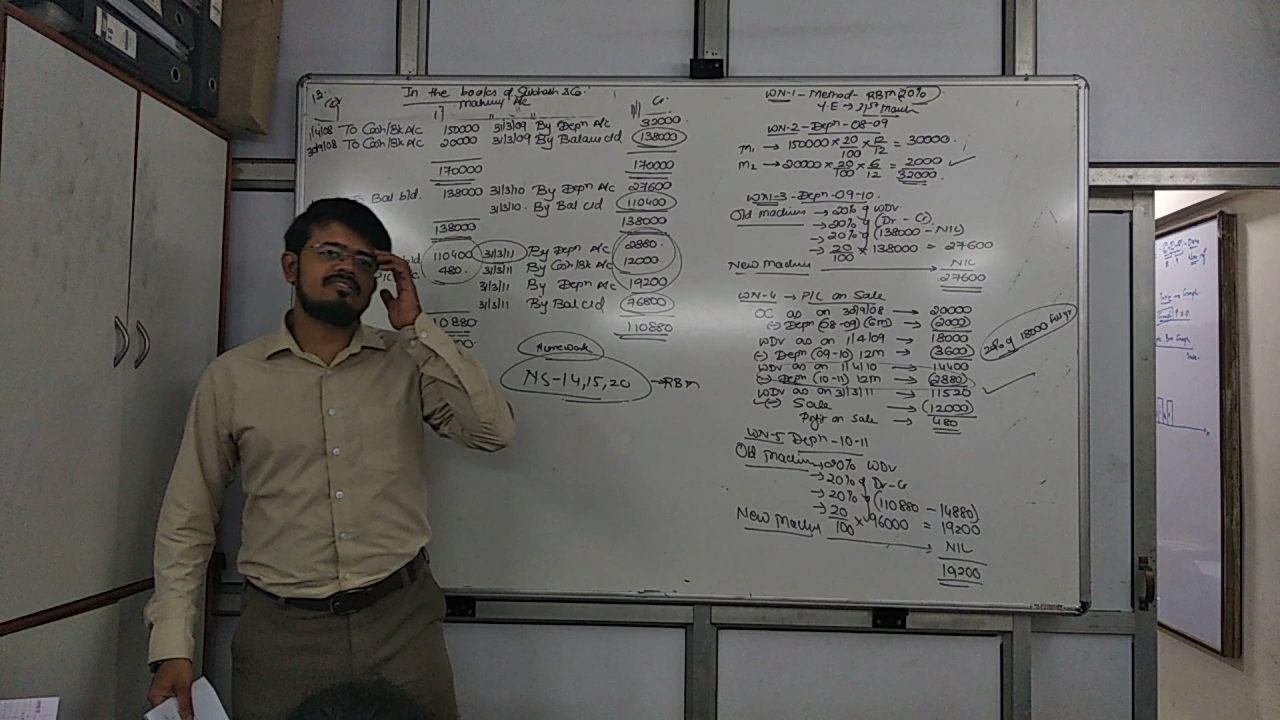 In the books of Subhash & Co.
Cr.
1/4/08 To Cash/Bk A/c 150000 31/3/09 By Depn A/c 32000
30/9/08 To Cash/Bk A/c 20000 31/3/09 By Balance c/d 138000
170000 170000
Bal b/d. 138000 31/3/10 By Depn A/c 27600
31/3/10. By Bal c/d 110400
138000 138000
b/d 110400 31/3/11 By Depn A/c 2880.
480. 31/3/11 By Cash/Bk A/c 12000
31/3/11 By Depn A/c 19200
31/3/11 By Bal c/d 76800
10880 110880
Homework
NS-14,15,20 → RBM
WN-1 - Method - RBM 20%
Y.E → 31st March
WN-2 - Depn - 08-09
M1 → 150000 × 20/100 × 12/12 = 30000
M2 → 20000 × 20/100 × 6/12 = 2000
32000
WN-3 - Depn - 09-10.
Old machines → 20% of WDV
→ 20% of (Dr - Cr)
→ 20% of (138000 - NIL)
→ 20/100 × 138000 = 27600
New Machine → NIL
27600
WN-4 → P/L on Sale
OC as on 30/9/08 → 20000
(-) Depn (08-09) (6m) → (2000)
WDV as on 1/4/09 → 18000
(-) Depn (09-10) 12m → (3600)
20% of 18000
WDV as on 1/4/10 → 14400
(-) Depn (10-11) 12m → (2880)
WDV as on 31/3/11 → 11520
(-) Sale → (12000)
Profit on sale → 480
WN-5 Depn - 10-11
Old Machines → 20% WDV
→ 20% of Dr - Cr
→ 20% of (110880 - 14880)
→ 20/100 × 96000 = 19200
New Machine → NIL
19200